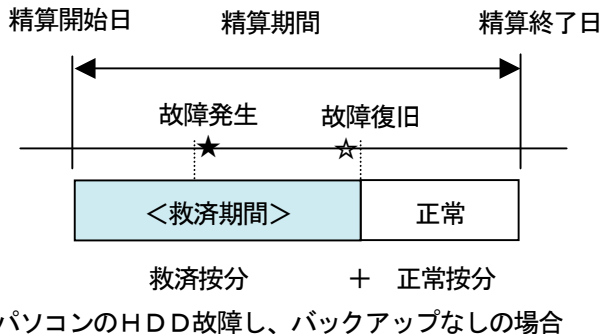 精算開始日 精算期間 精算終了日
故障発生 故障復旧
★ ☆
＜救済期間＞ 正常
救済按分 ＋ 正常按分
パソコンのＨＤＤ故障し、バックアップなしの場合